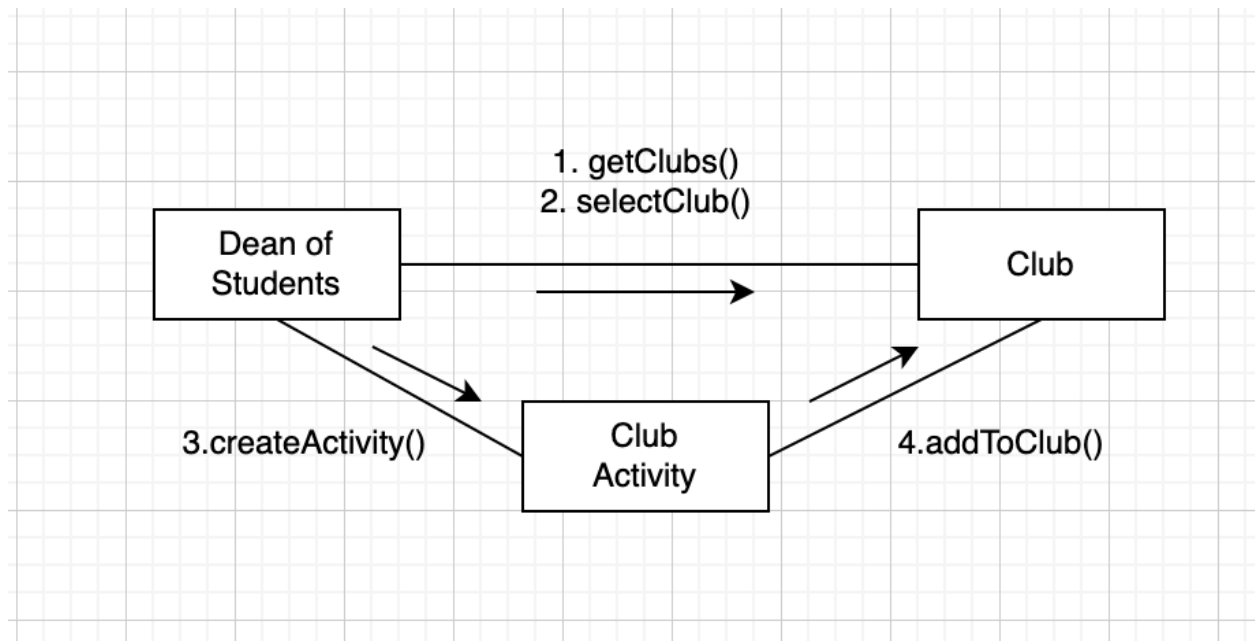 1. getClubs()
2. selectClub()
Dean of
Students
Club
3.createActivity()
Club
Activity
4.addToClub()